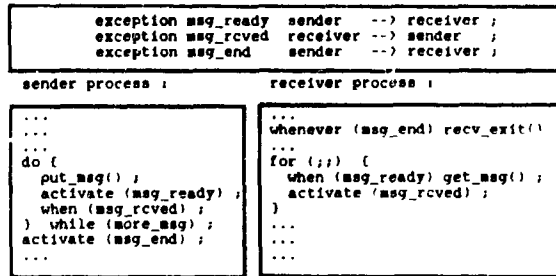 exception msg_ready sender --> receiver ;
exception msg_rcved receiver --> sender ;
exception msg_end sender --> receiver ;
sender process :
...
...
...
do {
put_msg() ;
activate (msg_ready) ;
when (msg_rcved) ;
} while (more_msg) ;
activate (msg_end) ;
...
receiver process :
...
whenever (msg_end) recv_exit()
...
for (;;) {
when (msg_ready) get_msg() ;
activate (msg_rcved) ;
}
...
...
...